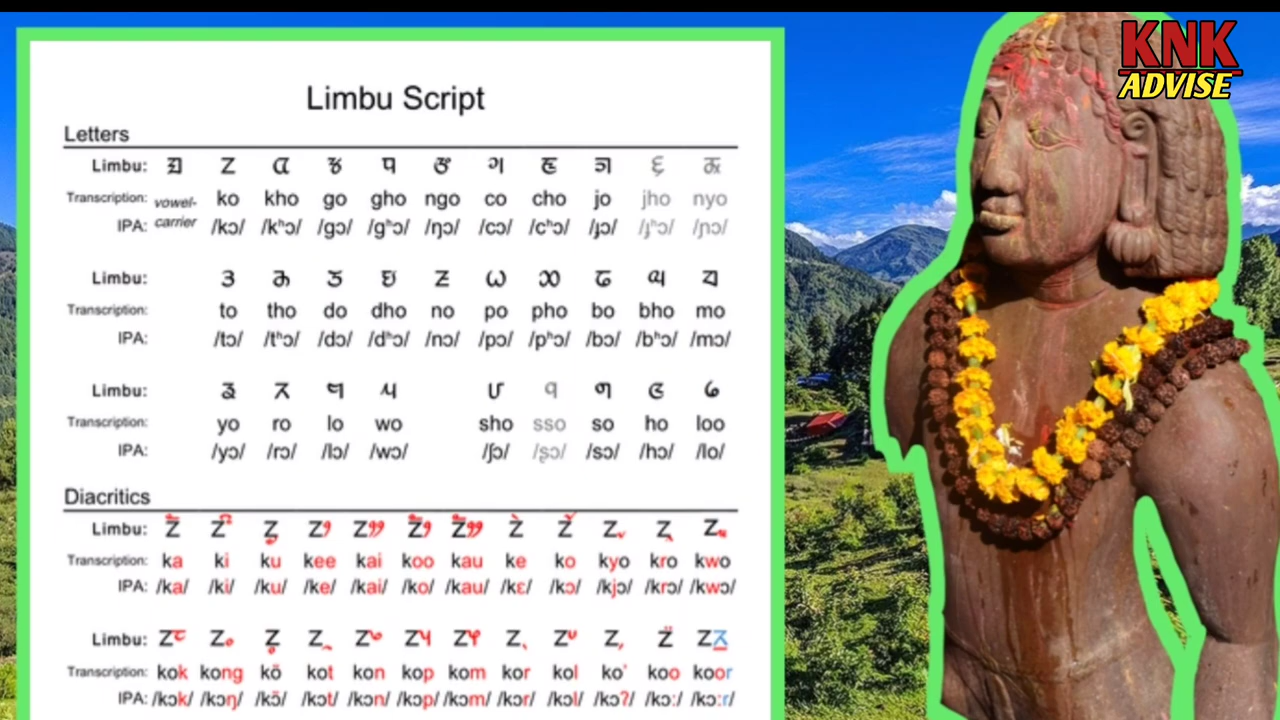 KNK
ADVISE
Limbu Script
Letters
Limbu: ᤀ ᤁ ᤂ ᤃ ᤄ ᤅ ᤆ ᤇ ᤈ ᤉ ᤊ
Transcription: vowel- ko kho go gho ngo co cho jo jho nyo
IPA: carrier /kɔ/ /kʰɔ/ /gɔ/ /gʰɔ/ /ŋɔ/ /cɔ/ /cʰɔ/ /ɟɔ/ /ɟʰɔ/ /ɲɔ/
Limbu: ᤋ ᤌ ᤍ ᤎ ᤏ ᤐ ᤑ ᤒ ᤓ ᤔ
Transcription: to tho do dho no po pho bo bho mo
IPA: /tɔ/ /tʰɔ/ /dɔ/ /dʰɔ/ /nɔ/ /pɔ/ /pʰɔ/ /bɔ/ /bʰɔ/ /mɔ/
Limbu: ᤕ ᤖ ᤗ ᤘ ᤙ ᤚ ᤛ ᤜ ᥀
Transcription: yo ro lo wo sho sso so ho loo
IPA: /yɔ/ /rɔ/ /lɔ/ /wɔ/ /ʃɔ/ /ʂɔ/ /sɔ/ /hɔ/ /lo/
Diacritics
Limbu: ᤁᤠ ᤁᤡ ᤁᤢ ᤁᤣ ᤁᤤ ᤁᤥ ᤁᤦ ᤁᤧ ᤁᤨ ᤁᤩ ᤁᤪ ᤁᤫ
Transcription: ka ki ku kee kai koo kau ke ko kyo kro kwo
IPA: /ka/ /ki/ /ku/ /ke/ /kai/ /ko/ /kau/ /kɛ/ /kɔ/ /kjɔ/ /krɔ/ /kwɔ/
Limbu: ᤁᤰ ᤁᤱ ᤁᤲ ᤁᤳ ᤁᤴ ᤁᤵ ᤁᤶ ᤁᤷ ᤁᤸ ᤁ᤹ ᤁ᤺ ᤁᤖ᤻
Transcription: kok kong kö kot kon kop kom kor kol ko' koo koor
IPA: /kɔk/ /kɔŋ/ /kɔ̃/ /kɔt/ /kɔn/ /kɔp/ /kɔm/ /kɔr/ /kɔl/ /kɔʔ/ /kɔː/ /kɔːr/